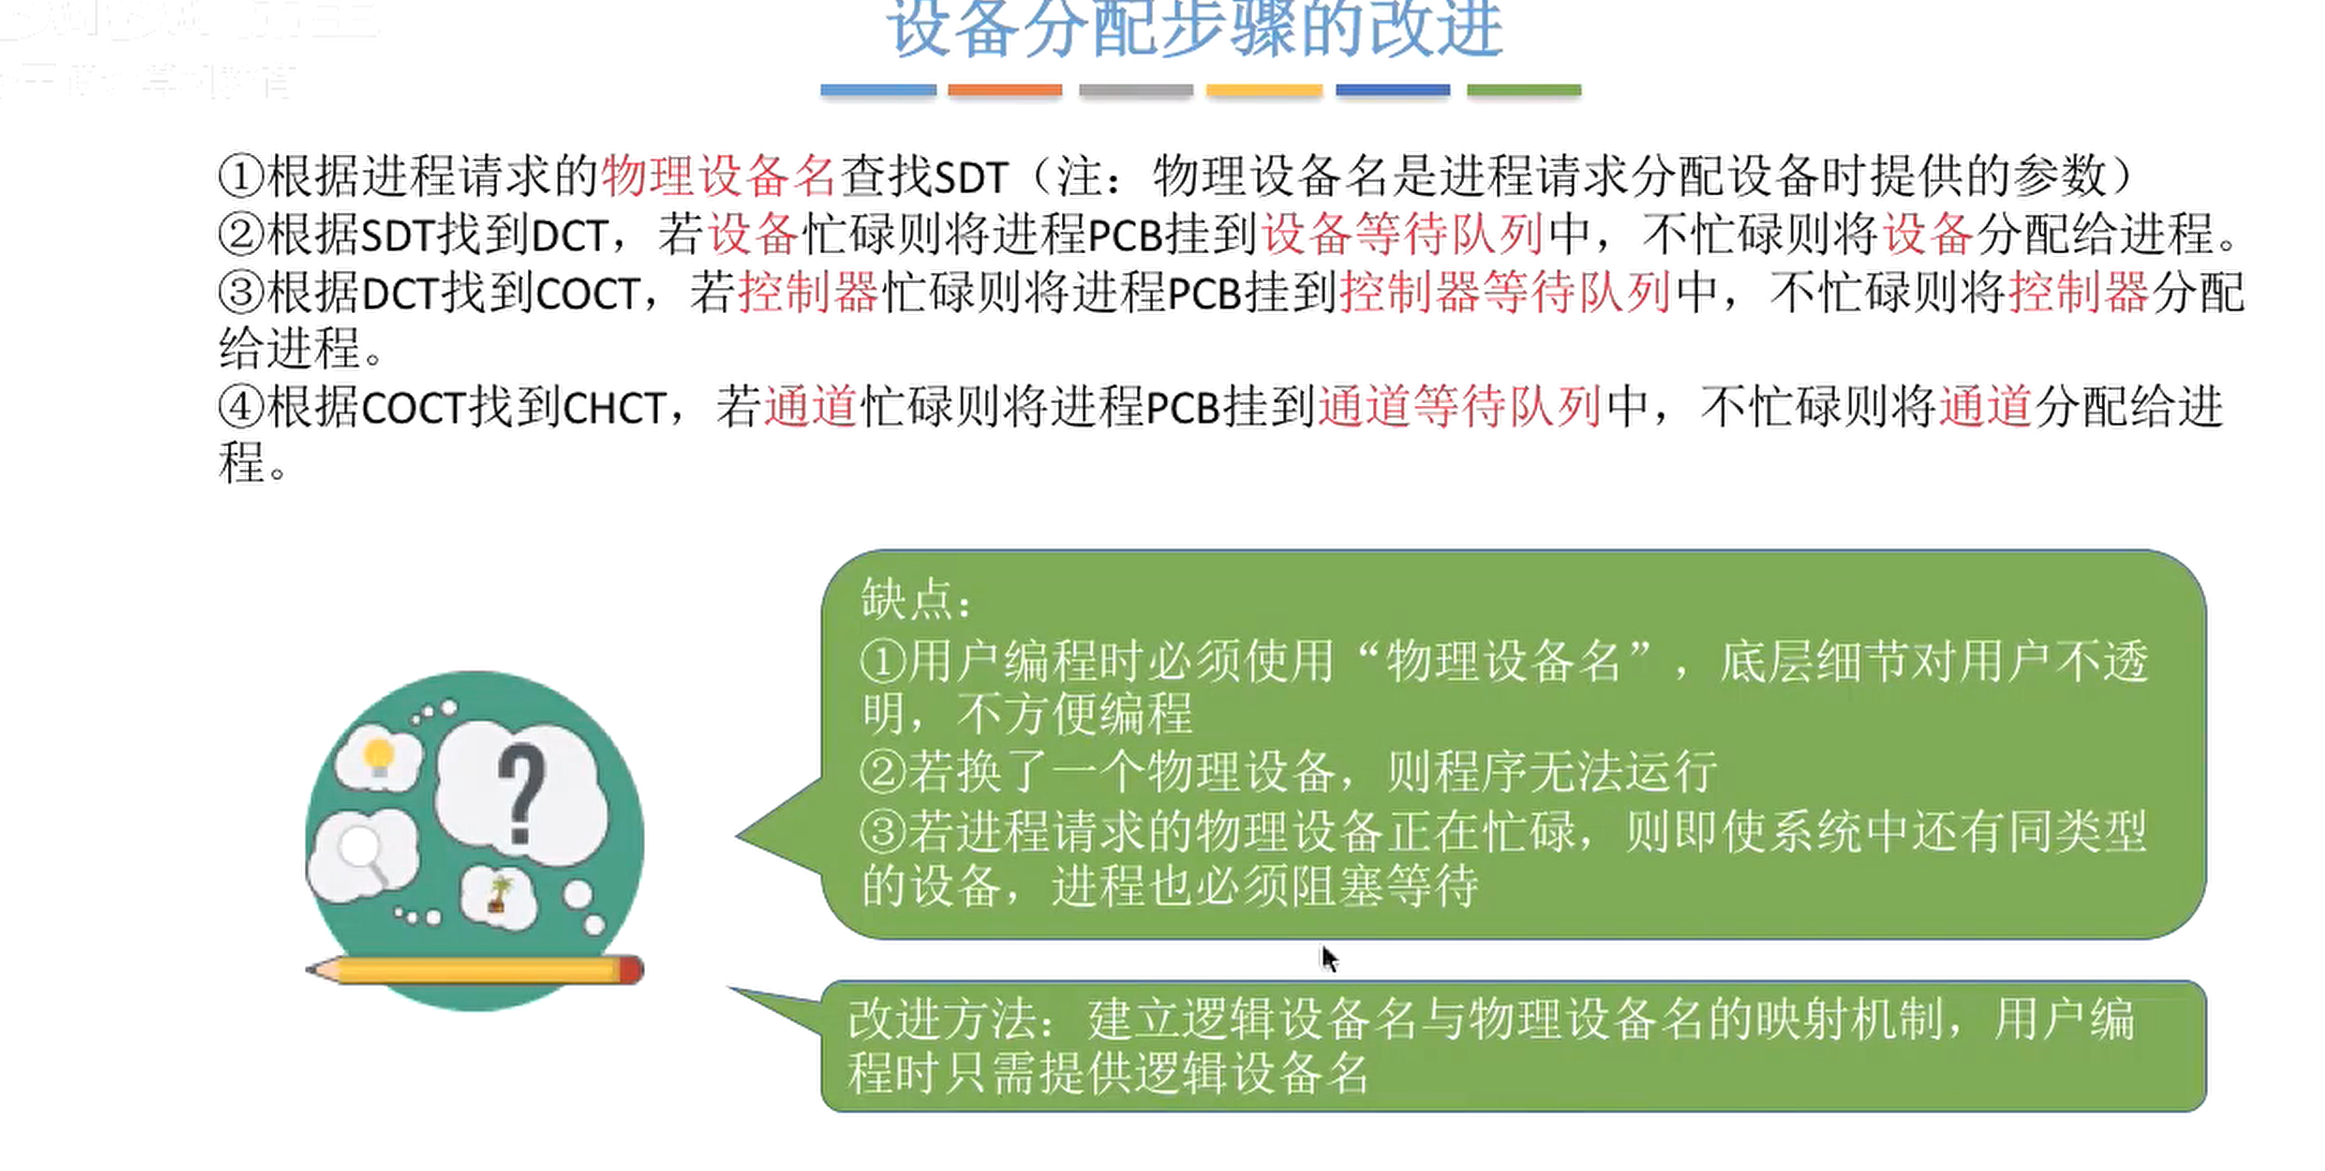 设备分配步骤的改进
①根据进程请求的物理设备名查找SDT（注：物理设备名是进程请求分配设备时提供的参数）
②根据SDT找到DCT，若设备忙碌则将进程PCB挂到设备等待队列中，不忙碌则将设备分配给进程。
③根据DCT找到COCT，若控制器忙碌则将进程PCB挂到控制器等待队列中，不忙碌则将控制器分配
给进程。
④根据COCT找到CHCT，若通道忙碌则将进程PCB挂到通道等待队列中，不忙碌则将通道分配给进
程。
缺点：
①用户编程时必须使用“物理设备名”，底层细节对用户不透
明，不方便编程
②若换了一个物理设备，则程序无法运行
③若进程请求的物理设备正在忙碌，则即使系统中还有同类型
的设备，进程也必须阻塞等待
?
改进方法：建立逻辑设备名与物理设备名的映射机制，用户编
程时只需提供逻辑设备名